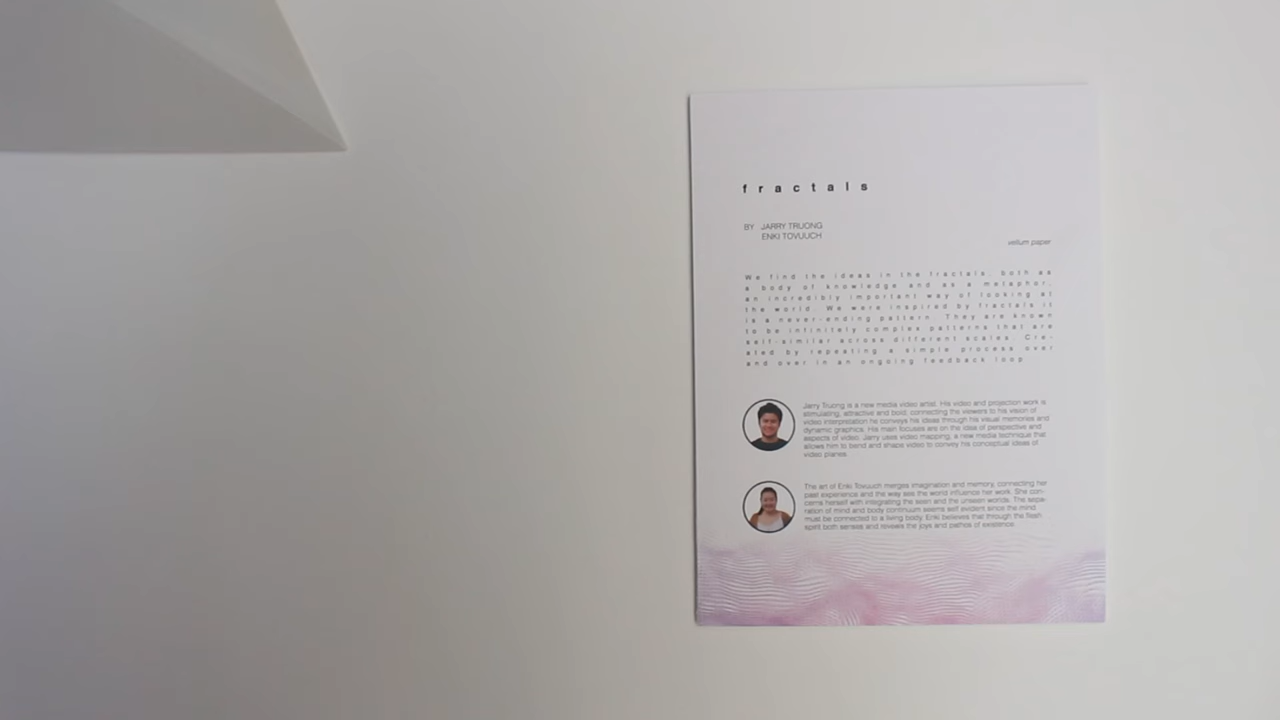 fractals
BY JARRY TRUONG
ENKI TOVUUCH
vellum paper
We find the ideas in the fractals, both as
a body of knowledge and as a metaphor,
an incredibly important way of looking at
the world. We were inspired by fractals it
is a never-ending pattern. They are known
to be infinitely complex patterns that are
self-similar across different scales. Cre-
ated by repeating a simple process over
and over in an ongoing feedback loop
Jarry Truong is a new media video artist. His video and projection work is
stimulating, attractive and bold, connecting the viewers to his vision of
video interpretation he conveys his ideas through his visual memories and
dynamic graphics. His main focuses are on the idea of perspective and
aspects of video. Jarry uses video mapping, a new media technique that
allows him to bend and shape video to convey his conceptual ideas of
video planes.
The art of Enki Tovuuch merges imagination and memory, connecting her
past experience and the way ses the world influence her work. She con-
cerns herself with integrating the seen and the unseen worlds. The sepa-
ration of mind and body continuum seems self evident since the mind
must be connected to a living body. Enki believes that through the flesh
spirit both senses and reveals the joys and pathos of existence.